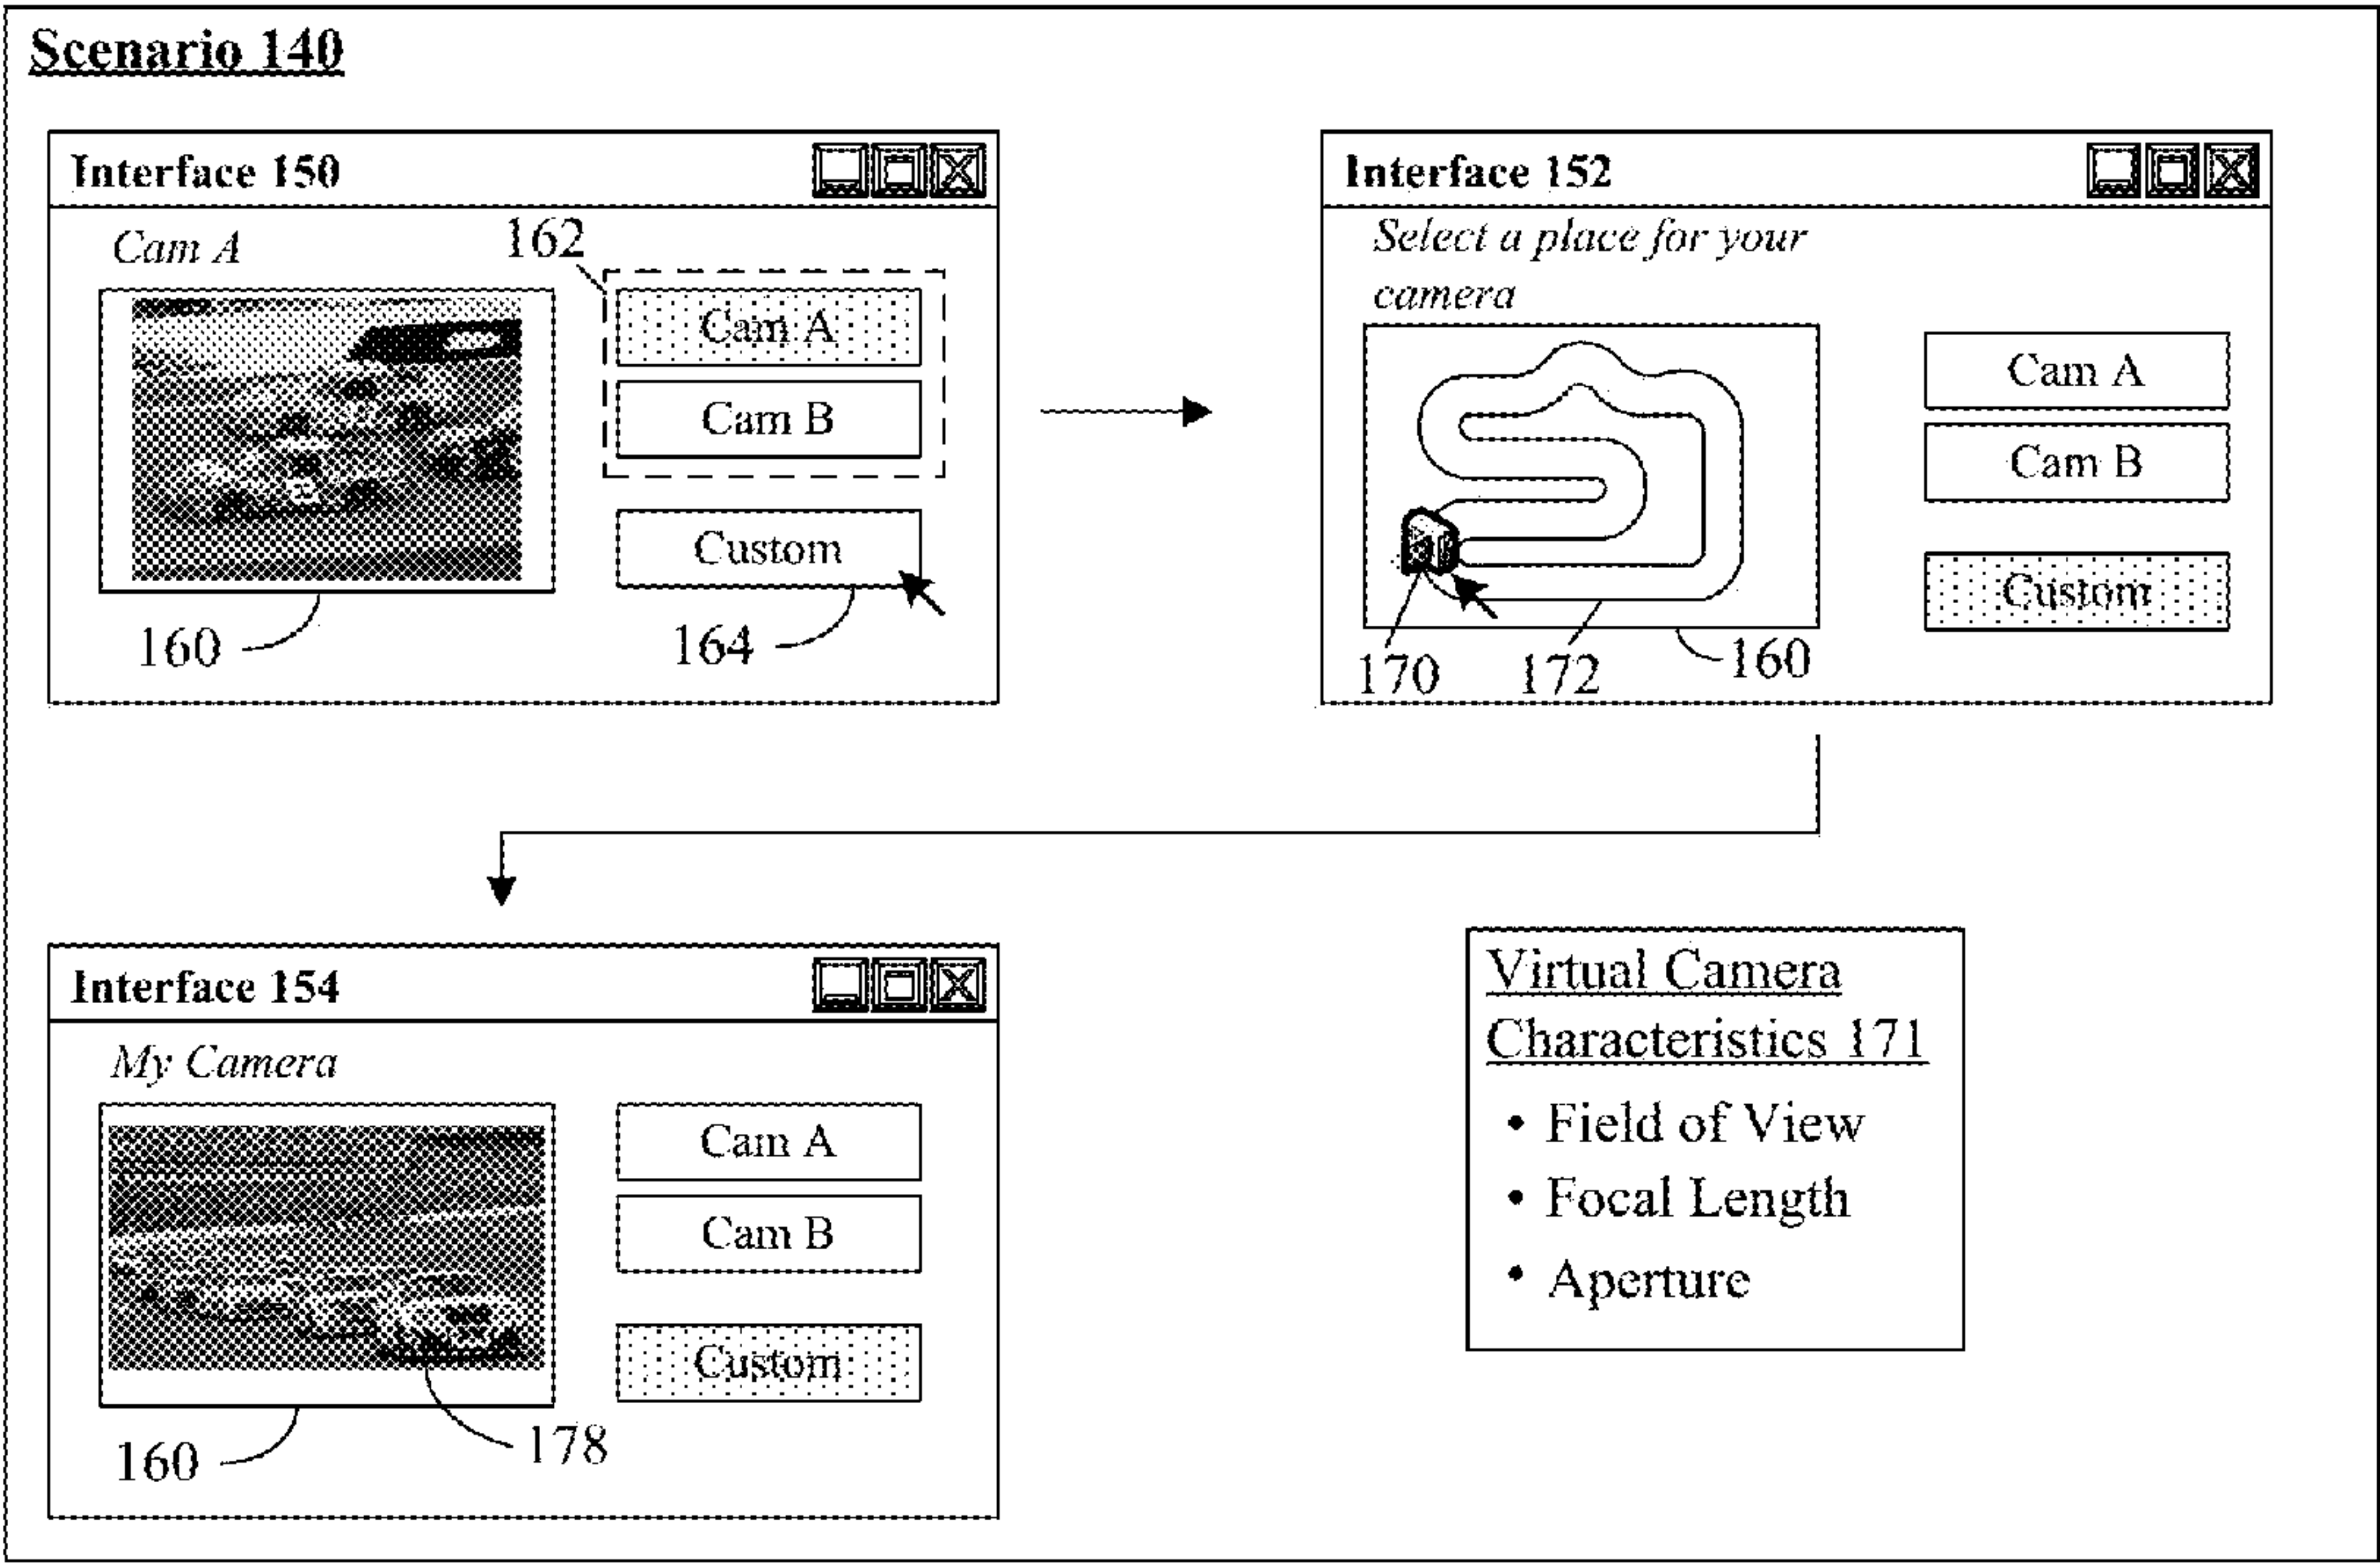 Scenario 140
Interface 150
Cam A
162
Cam A
Cam B
Custom
160
164
Interface 152
Select a place for your
camera
Cam A
Cam B
Custom
170
172
160
Interface 154
My Camera
Cam A
Cam B
Custom
160
178
Virtual Camera
Characteristics 171
• Field of View
• Focal Length
• Aperture